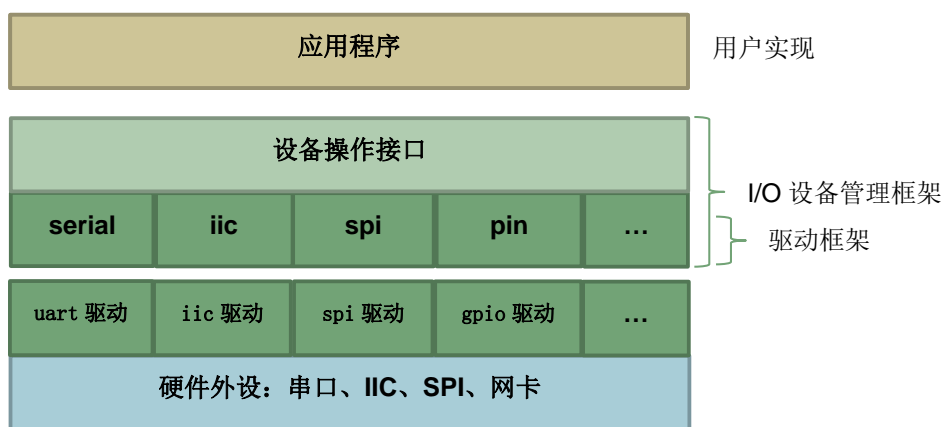 应用程序
用户实现
设备操作接口
I/O 设备管理框架
serial iic spi pin …
驱动框架
uart 驱动 iic 驱动 spi 驱动 gpio 驱动 …
硬件外设：串口、IIC、SPI、网卡